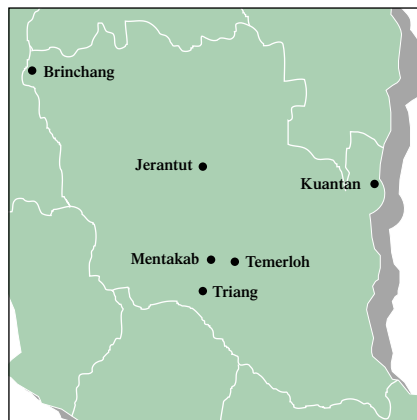 Brinchang
Jerantut
Kuantan
Mentakab
Temerloh
Triang